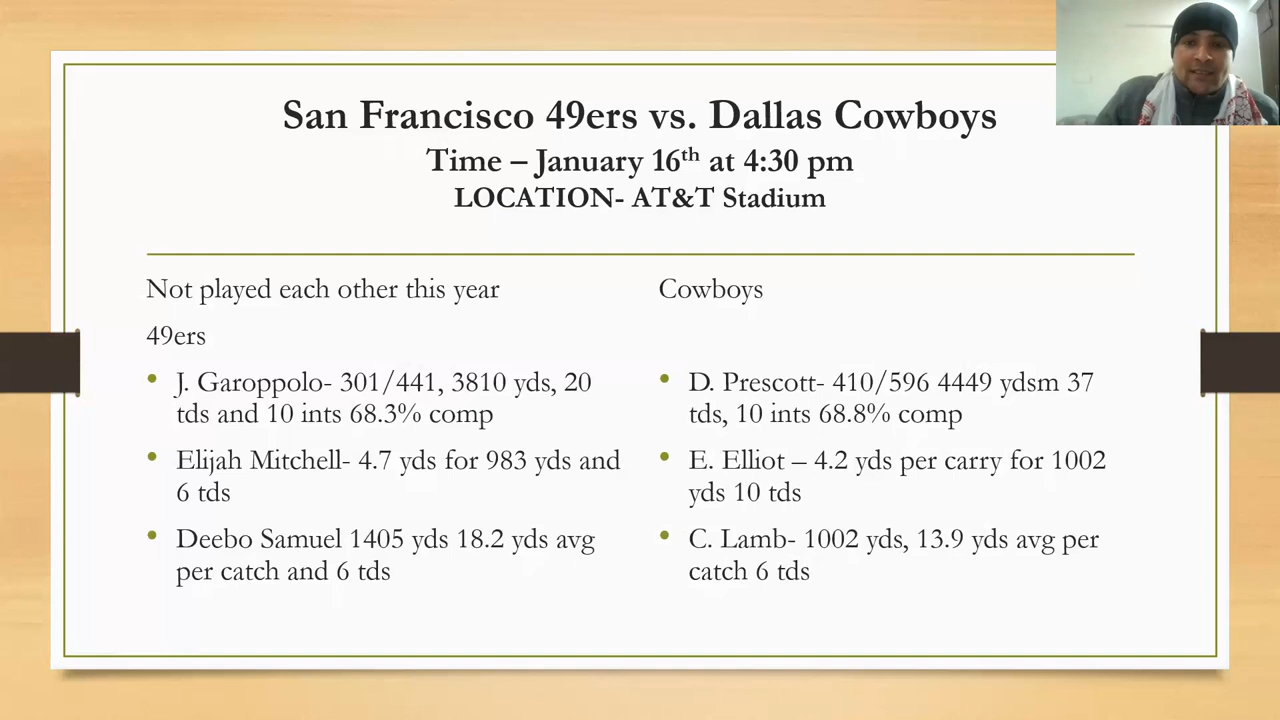 San Francisco 49ers vs. Dallas Cowboys
Time – January 16th at 4:30 pm
LOCATION- AT&T Stadium
Not played each other this year
49ers
• J. Garoppolo- 301/441, 3810 yds, 20
tds and 10 ints 68.3% comp
• Elijah Mitchell- 4.7 yds for 983 yds and
6 tds
• Deebo Samuel 1405 yds 18.2 yds avg
per catch and 6 tds
Cowboys
• D. Prescott- 410/596 4449 ydsm 37
tds, 10 ints 68.8% comp
• E. Elliot – 4.2 yds per carry for 1002
yds 10 tds
• C. Lamb- 1002 yds, 13.9 yds avg per
catch 6 tds